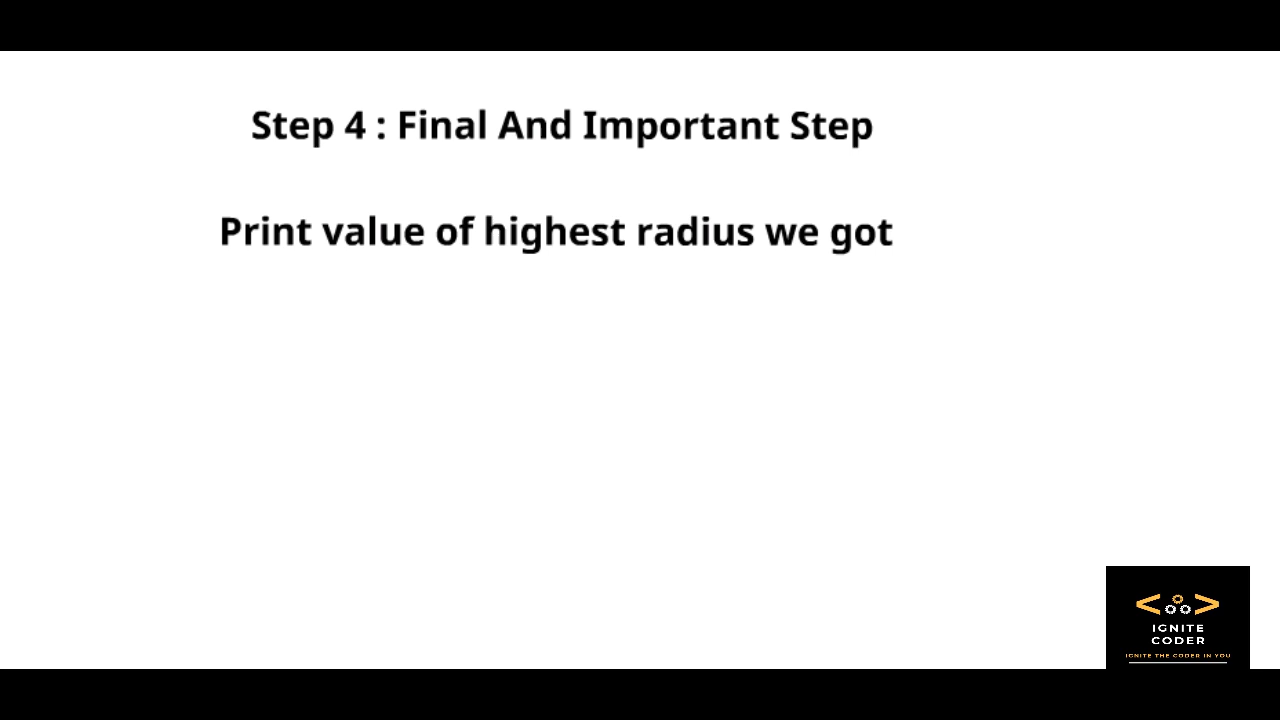 Step 4 : Final And Important Step
Print value of highest radius we got
IGNITE
CODER
IGNITE THE CODER IN YOU